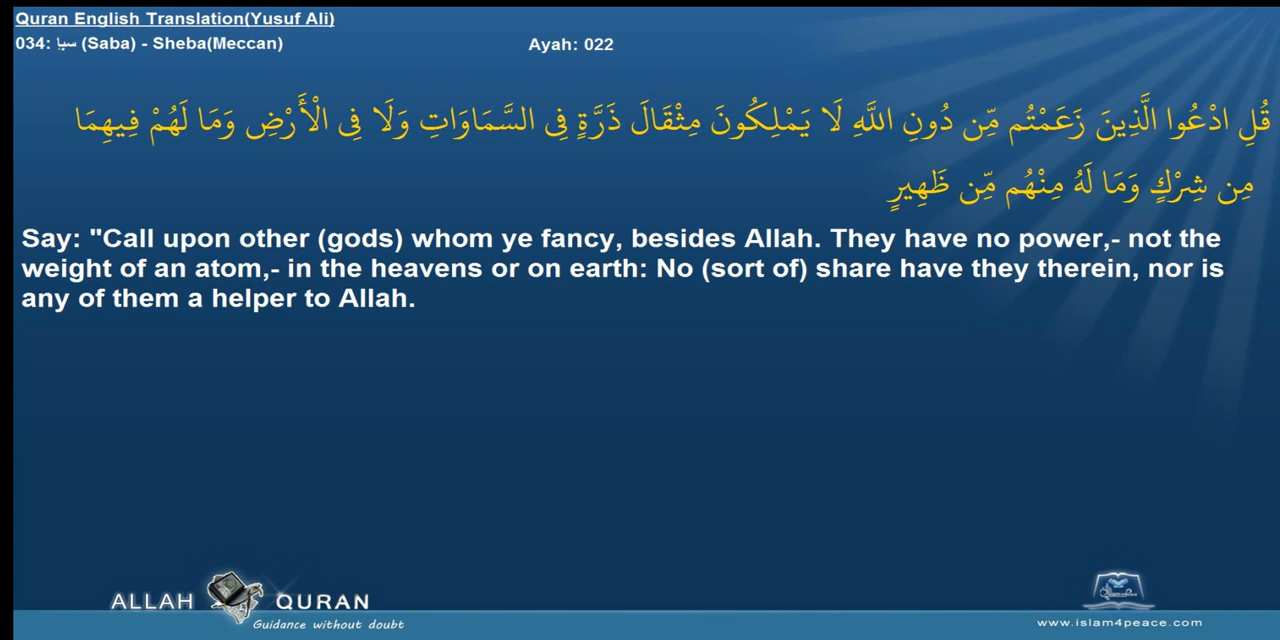 Quran English Translation(Yusuf Ali)
034: سبإ (Saba) - Sheba(Meccan)
Ayah: 022
قُلِ ادْعُوا الَّذِينَ زَعَمْتُم مِّن دُونِ اللَّهِ لَا يَمْلِكُونَ مِثْقَالَ ذَرَّةٍ فِي السَّمَاوَاتِ وَلَا فِي الْأَرْضِ وَمَا لَهُمْ فِيهِمَا
مِن شِرْكٍ وَمَا لَهُ مِنْهُم مِّن ظَهِيرٍ
Say: "Call upon other (gods) whom ye fancy, besides Allah. They have no power,- not the
weight of an atom,- in the heavens or on earth: No (sort of) share have they therein, nor is
any of them a helper to Allah.
ALLAH QURAN
Guidance without doubt
www.islam4peace.com